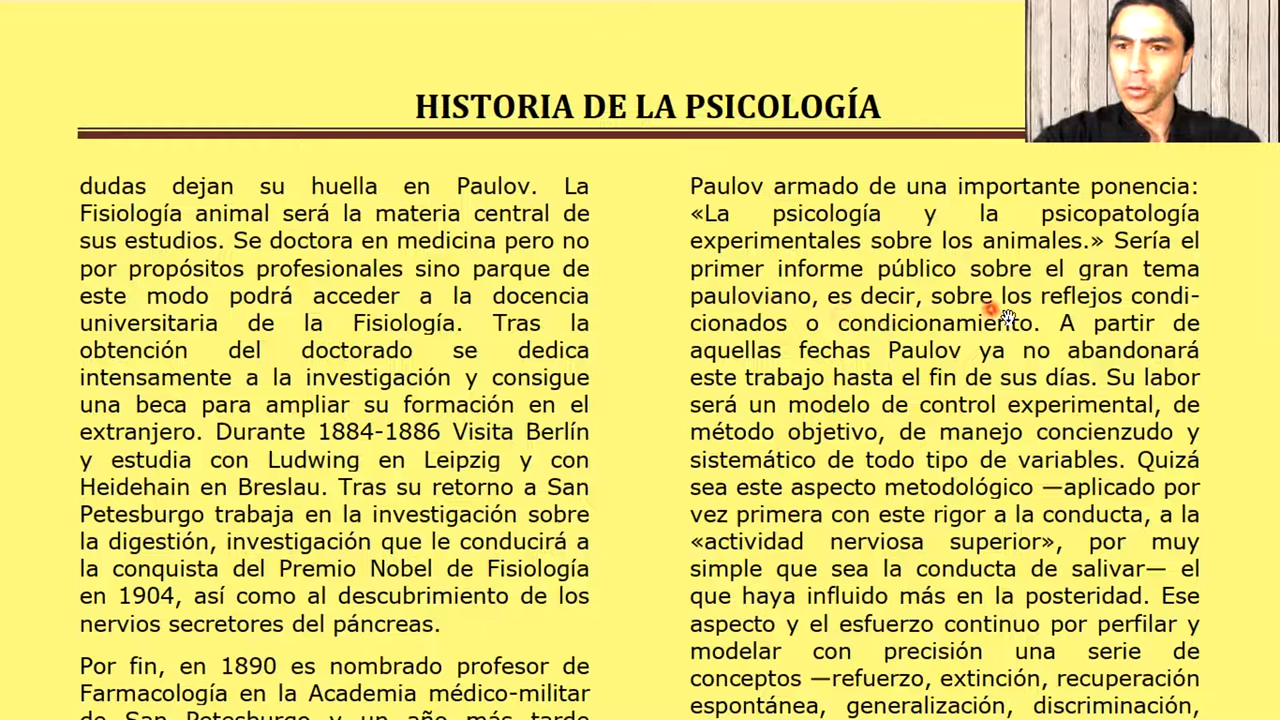 HISTORIA DE LA PSICOLOGÍA
dudas dejan su huella en Paulov. La
Fisiología animal será la materia central de
sus estudios. Se doctora en medicina pero no
por propósitos profesionales sino parque de
este modo podrá acceder a la docencia
universitaria de la Fisiología. Tras la
obtención del doctorado se dedica
intensamente a la investigación y consigue
una beca para ampliar su formación en el
extranjero. Durante 1884-1886 Visita Berlín
y estudia con Ludwing en Leipzig y con
Heidehain en Breslau. Tras su retorno a San
Petesburgo trabaja en la investigación sobre
la digestión, investigación que le conducirá a
la conquista del Premio Nobel de Fisiología
en 1904, así como al descubrimiento de los
nervios secretores del páncreas.
Por fin, en 1890 es nombrado profesor de
Farmacología en la Academia médico-militar
de San Petersburgo y un año más tarde
Paulov armado de una importante ponencia:
«La psicología y la psicopatología
experimentales sobre los animales.» Sería el
primer informe público sobre el gran tema
pauloviano, es decir, sobre los reflejos condi-
cionados o condicionamiento. A partir de
aquellas fechas Paulov ya no abandonará
este trabajo hasta el fin de sus días. Su labor
será un modelo de control experimental, de
método objetivo, de manejo concienzudo y
sistemático de todo tipo de variables. Quizá
sea este aspecto metodológico —aplicado por
vez primera con este rigor a la conducta, a la
«actividad nerviosa superior», por muy
simple que sea la conducta de salivar— el
que haya influido más en la posteridad. Ese
aspecto y el esfuerzo continuo por perfilar y
modelar con precisión una serie de
conceptos —refuerzo, extinción, recuperación
espontánea, generalización, discriminación,